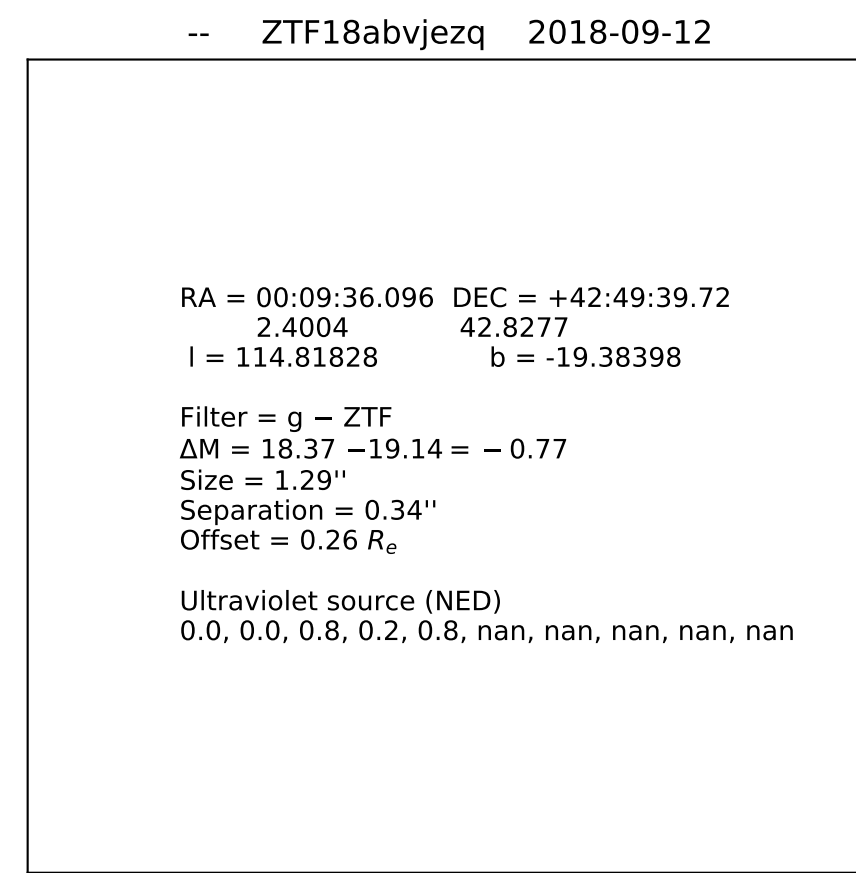 -- ZTF18abvjezq 2018-09-12
RA = 00:09:36.096 DEC = +42:49:39.72
2.4004 42.8277
l = 114.81828 b = -19.38398
Filter = g − ZTF
ΔM = 18.37 −19.14 = − 0.77
Size = 1.29''
Separation = 0.34''
Offset = 0.26 Re
Ultraviolet source (NED)
0.0, 0.0, 0.8, 0.2, 0.8, nan, nan, nan, nan, nan